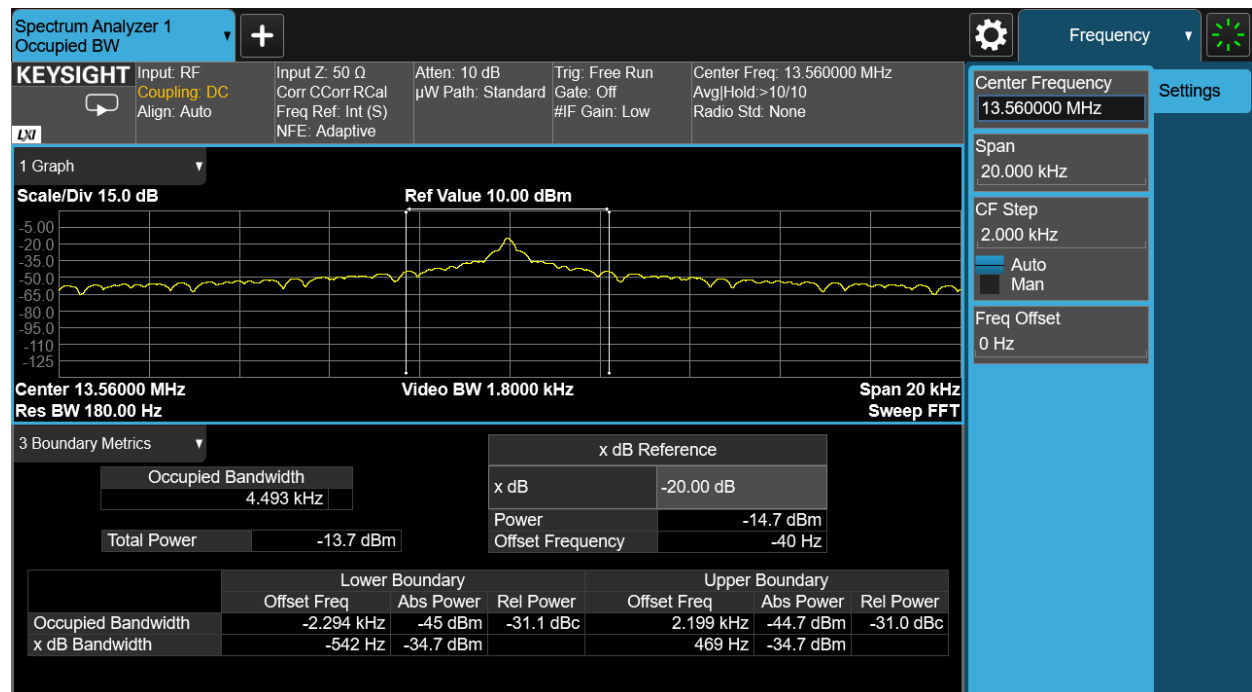 Spectrum Analyzer 1
Occupied BW
+
Frequency
KEYSIGHT
LXI
Input: RF
Coupling: DC
Align: Auto
Input Z: 50 Ω
Corr CCorr RCal
Freq Ref: Int (S)
NFE: Adaptive
Atten: 10 dB
µW Path: Standard
Trig: Free Run
Gate: Off
#IF Gain: Low
Center Freq: 13.560000 MHz
Avg|Hold:>10/10
Radio Std: None
1 Graph
Scale/Div 15.0 dB Ref Value 10.00 dBm
-5.00
-20.0
-35.0
-50.0
-65.0
-80.0
-95.0
-110
-125
Center 13.56000 MHz Video BW 1.8000 kHz Span 20 kHz
Res BW 180.00 Hz Sweep FFT
3 Boundary Metrics
Occupied Bandwidth
4.493 kHz
Total Power -13.7 dBm
x dB Reference
x dB -20.00 dB
Power -14.7 dBm
Offset Frequency -40 Hz
Lower Boundary Upper Boundary
Offset Freq Abs Power Rel Power Offset Freq Abs Power Rel Power
Occupied Bandwidth -2.294 kHz -45 dBm -31.1 dBc 2.199 kHz -44.7 dBm -31.0 dBc
x dB Bandwidth -542 Hz -34.7 dBm 469 Hz -34.7 dBm
Center Frequency
13.560000 MHz
Span
20.000 kHz
CF Step
2.000 kHz
Auto
Man
Freq Offset
0 Hz
Settings